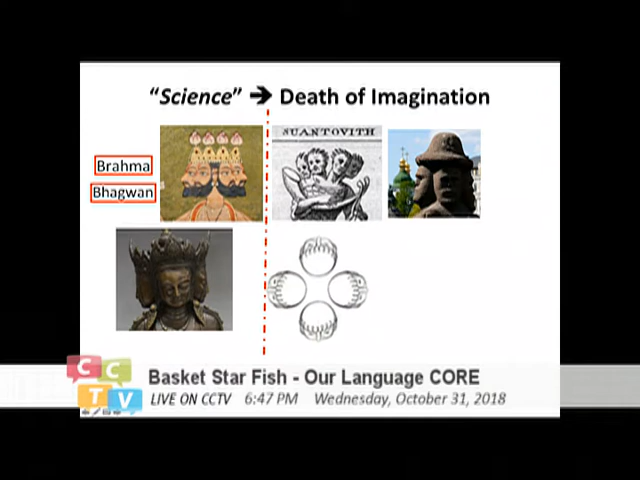 “Science” → Death of Imagination
SUANTOVITH
Brahma
Bhagwan
CCTV
Basket Star Fish - Our Language CORE
LIVE ON CCTV 6:47 PM Wednesday, October 31, 2018